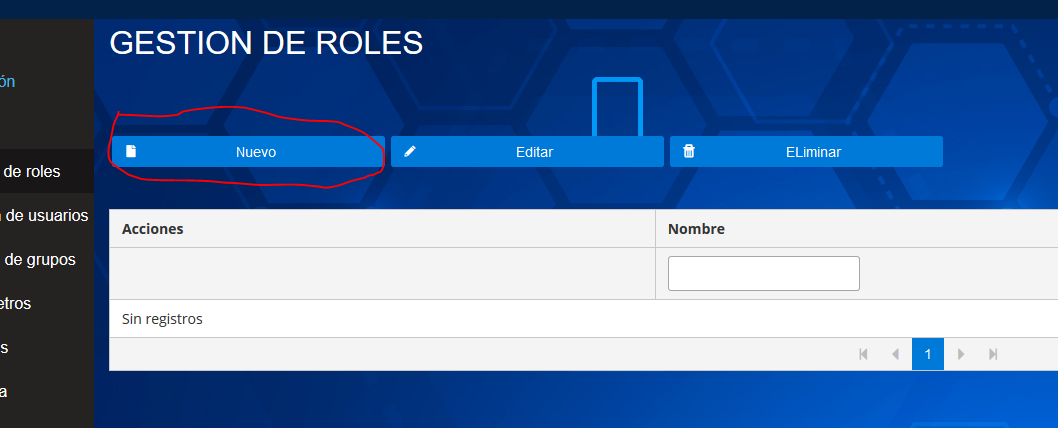 GESTION DE ROLES
ón
de roles
de usuarios
de grupos
etros
s
a
Nuevo
Editar
ELiminar
Acciones
Nombre
Sin registros
1